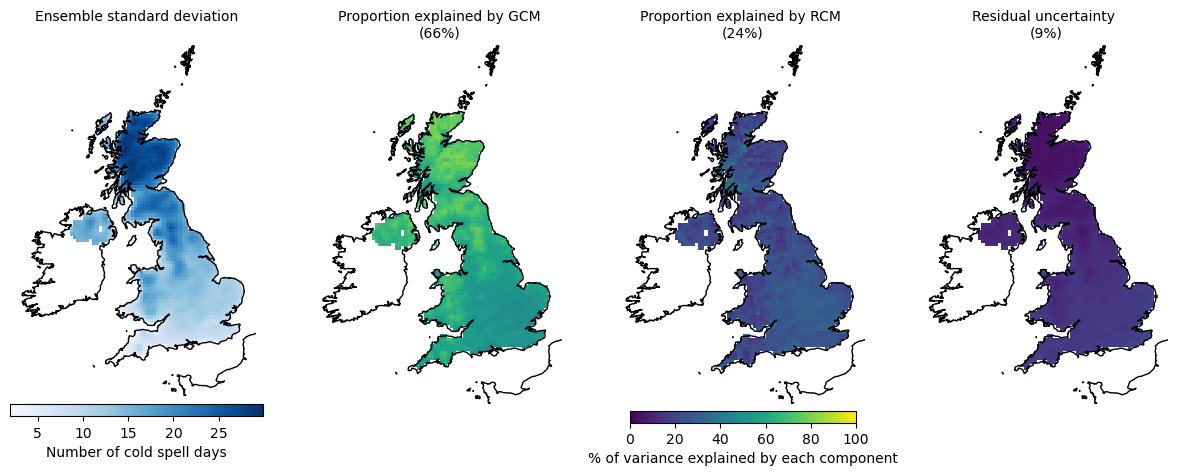 Ensemble standard deviation
Proportion explained by GCM
(66%)
Proportion explained by RCM
(24%)
Residual uncertainty
(9%)
5 10 15 20 25
Number of cold spell days
0 20 40 60 80 100
% of variance explained by each component